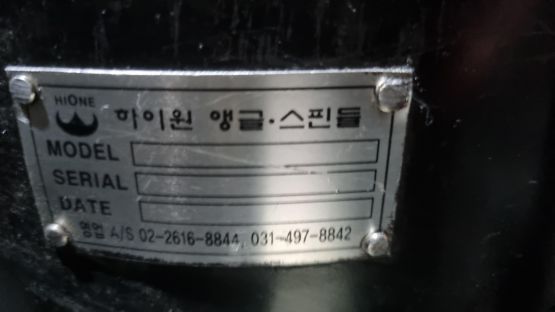 HIONE
하이원 앵글·스핀들
MODEL
SERIAL
DATE
영업 A/S 02-2616-8844, 031-497-8842